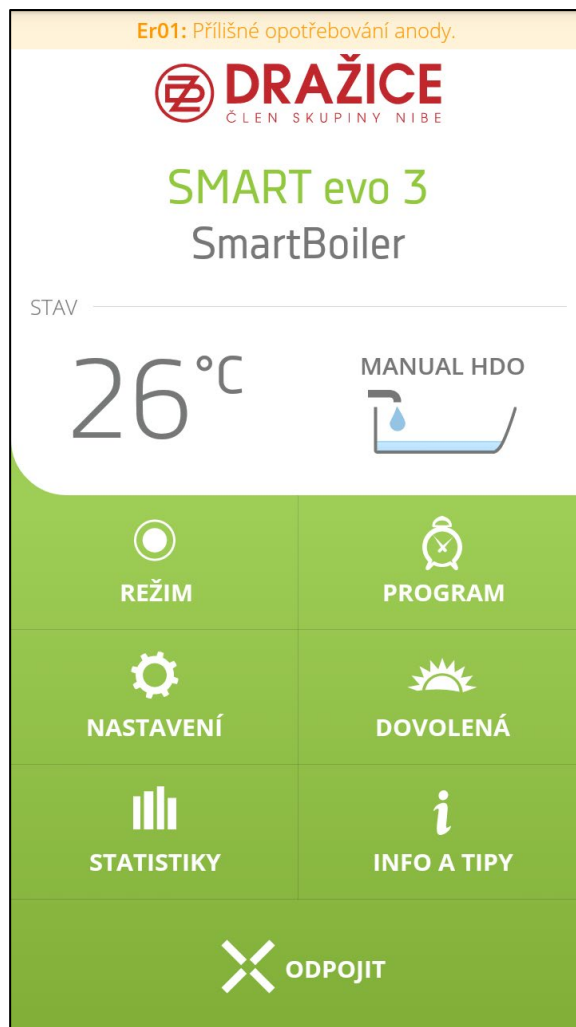 Er01: Přílišné opotřebování anody.
DRAŽICE
ČLEN SKUPINY NIBE
SMART evo 3
SmartBoiler
STAV
26 °C
MANUAL HDO
REŽIM
PROGRAM
NASTAVENÍ
DOVOLENÁ
STATISTIKY
INFO A TIPY
ODPOJIT